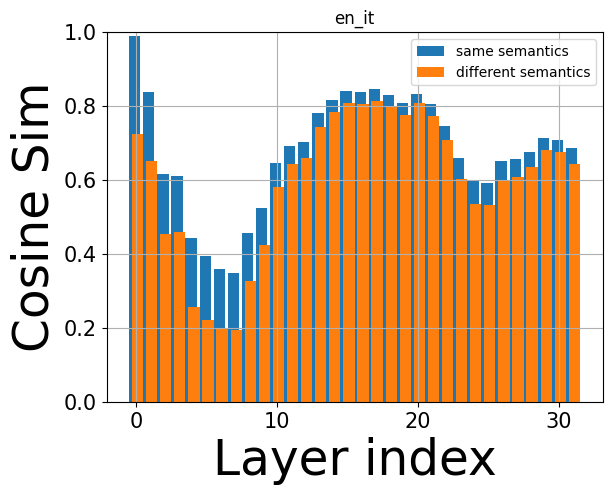 en_it
same semantics
different semantics
Cosine Sim
1.0
0.8
0.6
0.4
0.2
0.0
0 10 20 30
Layer index